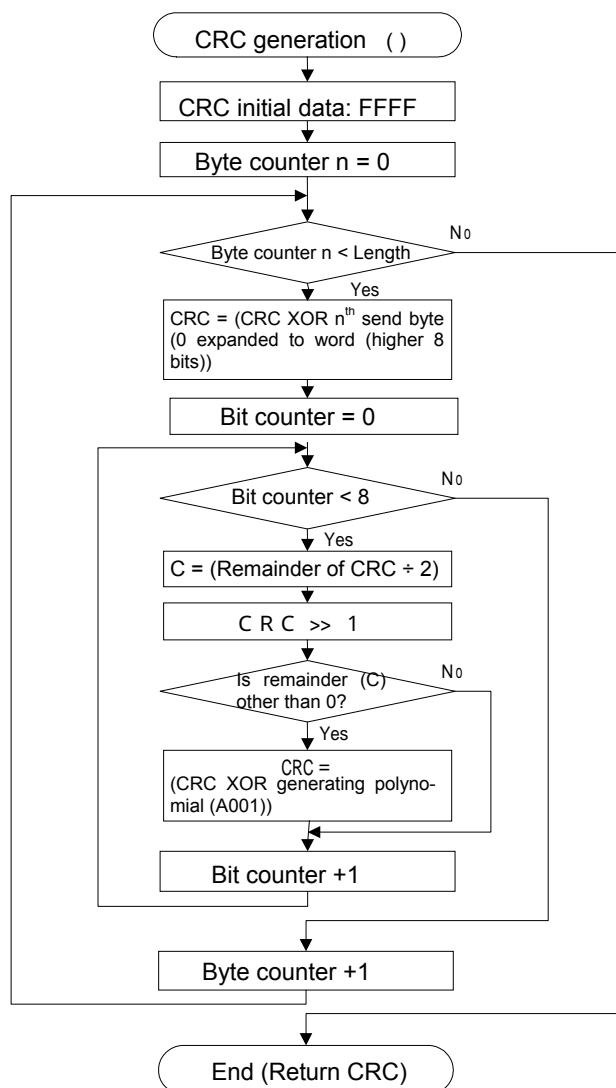 CRC generation ( )
CRC initial data: FFFF
Byte counter n = 0
Byte counter n < Length
No
Yes
CRC = (CRC XOR nth send byte
(0 expanded to word (higher 8
bits))
Bit counter = 0
Bit counter < 8
No
Yes
C = (Remainder of CRC ÷ 2)
C R C >> 1
Is remainder (C)
other than 0?
No
Yes
CRC =
(CRC XOR generating polyno-
mial (A001))
Bit counter +1
Byte counter +1
End (Return CRC)